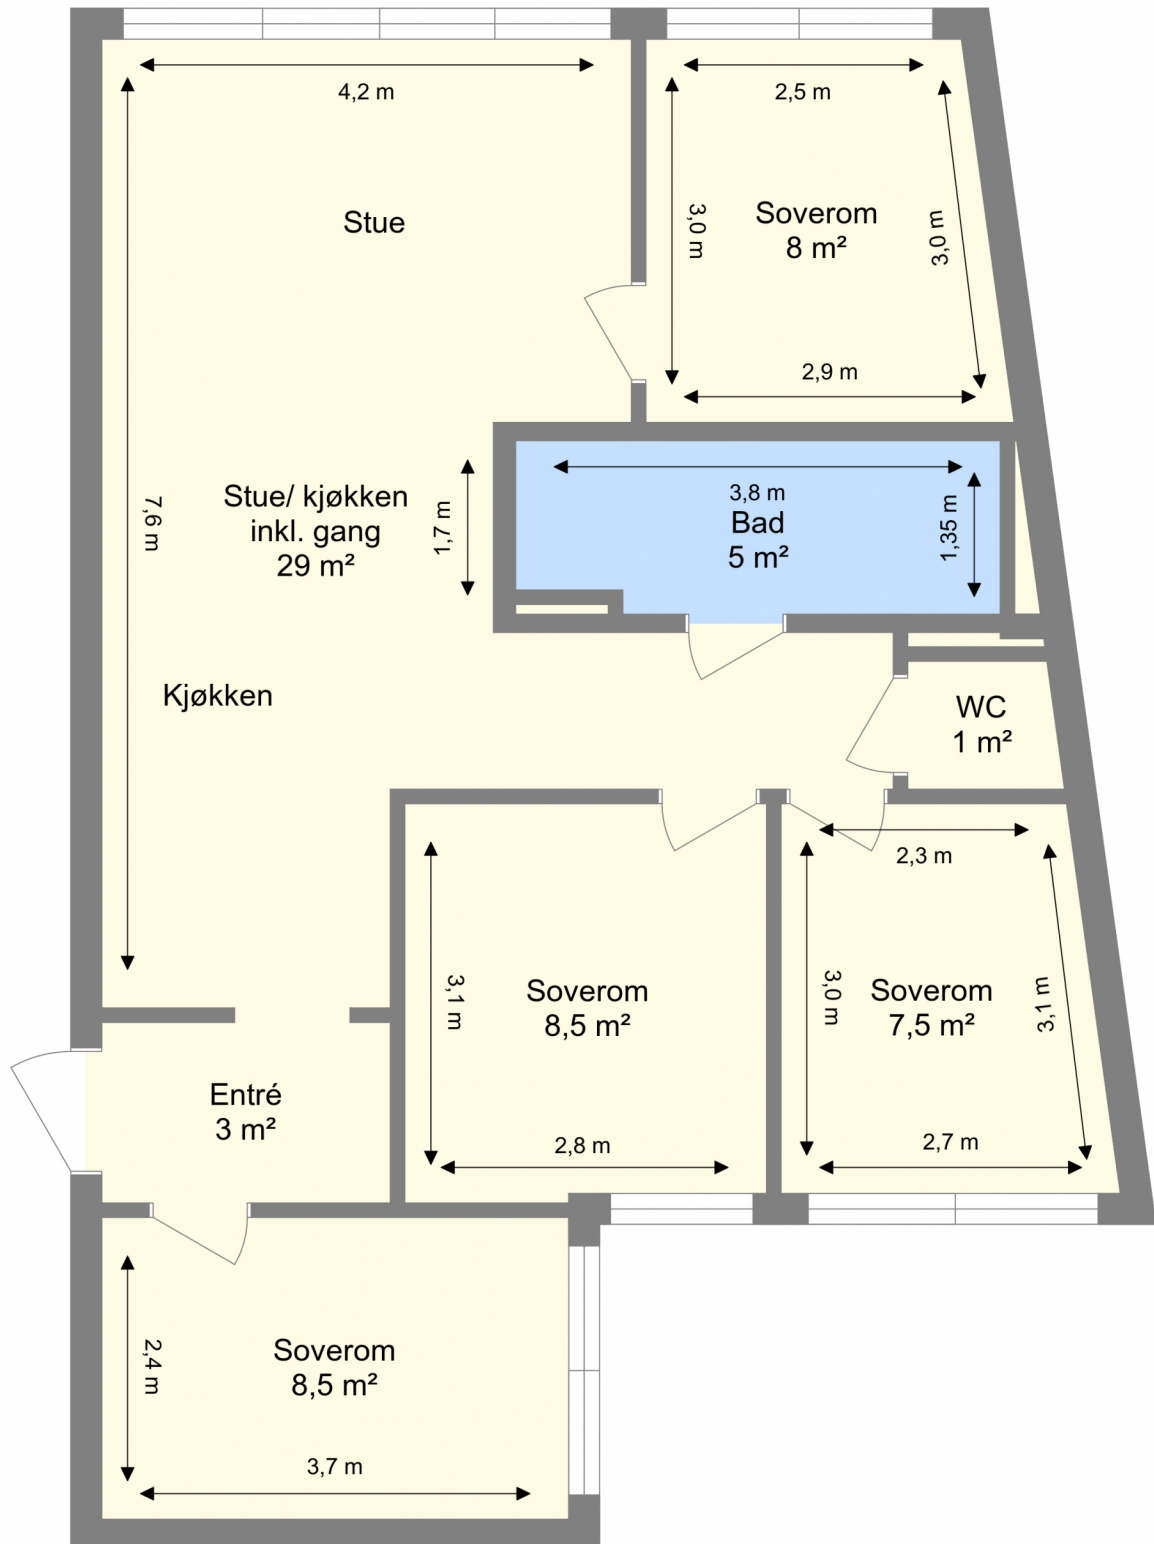 4,2 m
2,5 m
Stue
3,0 m
Soverom
8 m²
3,0 m
2,9 m
7,6 m
Stue/ kjøkken
inkl. gang
29 m²
1,7 m
3,8 m
Bad
5 m²
1,35 m
Kjøkken
WC
1 m²
2,3 m
3,1 m
Soverom
8,5 m²
3,0 m
Soverom
7,5 m²
3,1 m
Entré
3 m²
2,8 m
2,7 m
2,4 m
Soverom
8,5 m²
3,7 m